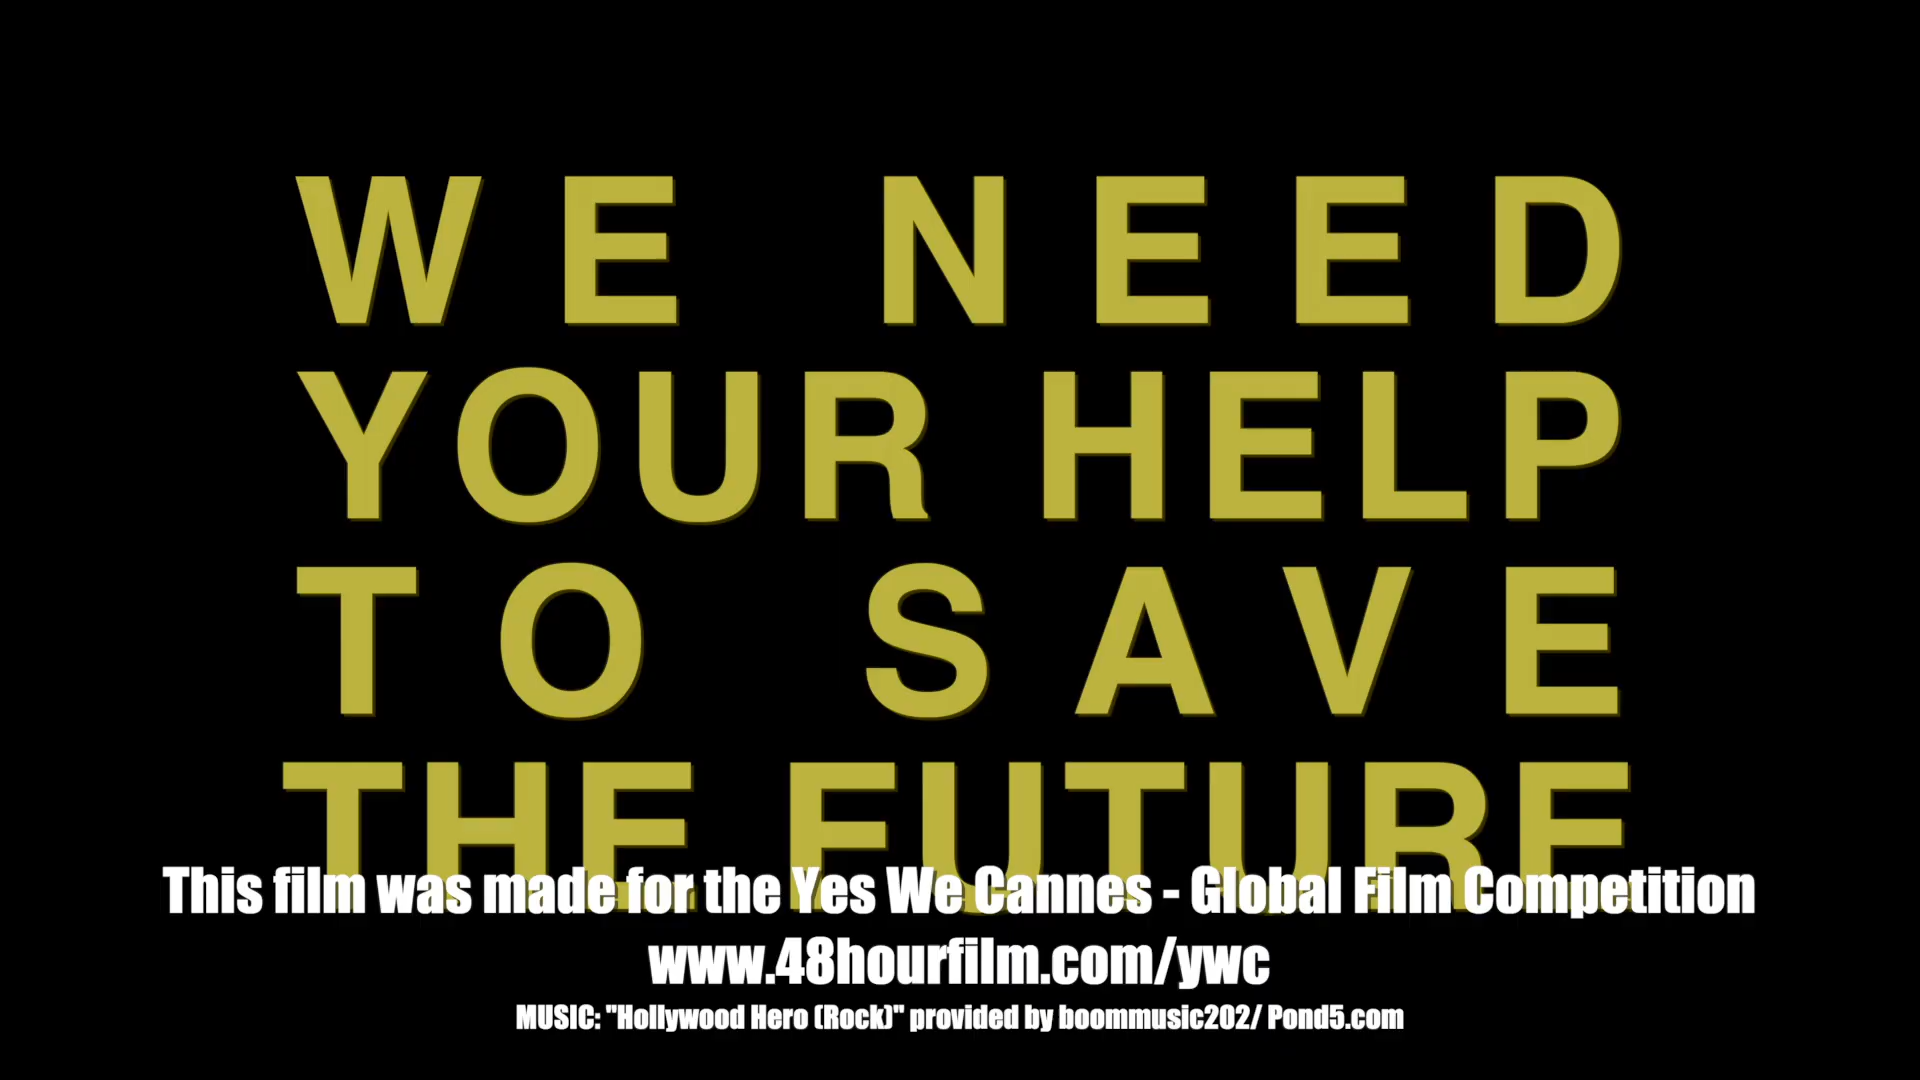 WE NEED
YOUR HELP
TO SAVE
THE FUTURE
This film was made for the Yes We Cannes - Global Film Competition
www.48hourfilm.com/ywc
MUSIC: "Hollywood Hero (Rock)" provided by boommusic202/ Pond5.com